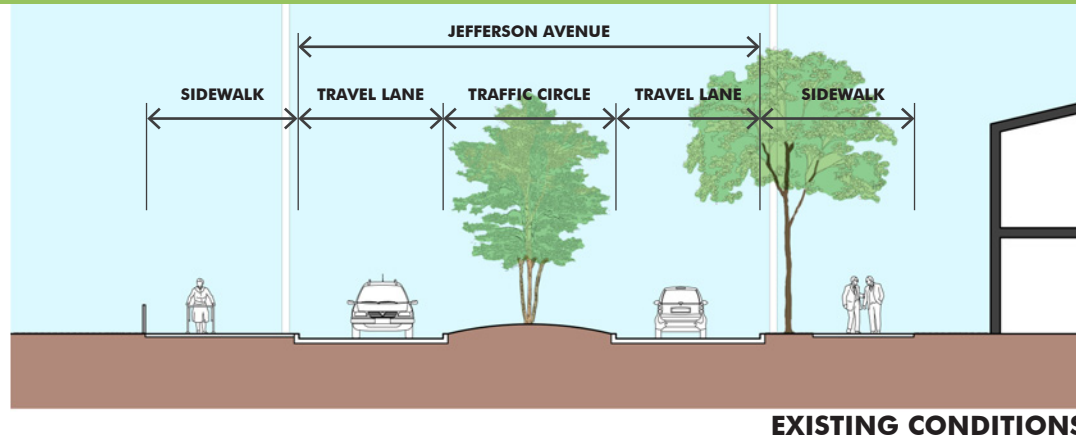 JEFFERSON AVENUE
SIDEWALK TRAVEL LANE TRAFFIC CIRCLE TRAVEL LANE SIDEWALK
EXISTING CONDITIONS